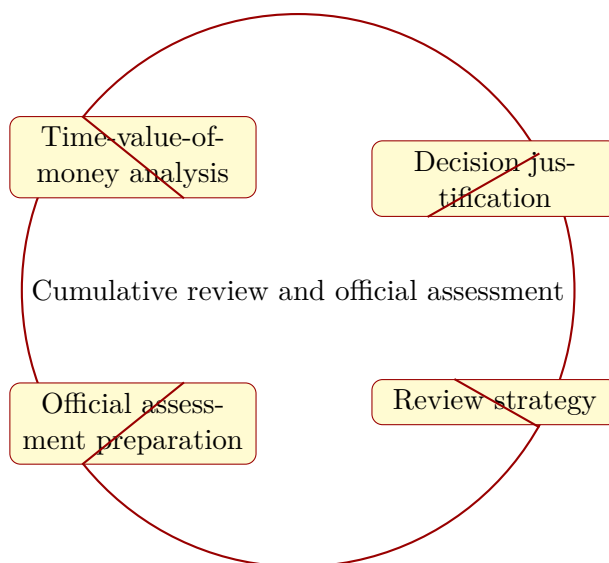 Time-value-of-
money analysis
Decision jus-
tification
Cumulative review and official assessment
Official assess-
ment preparation
Review strategy